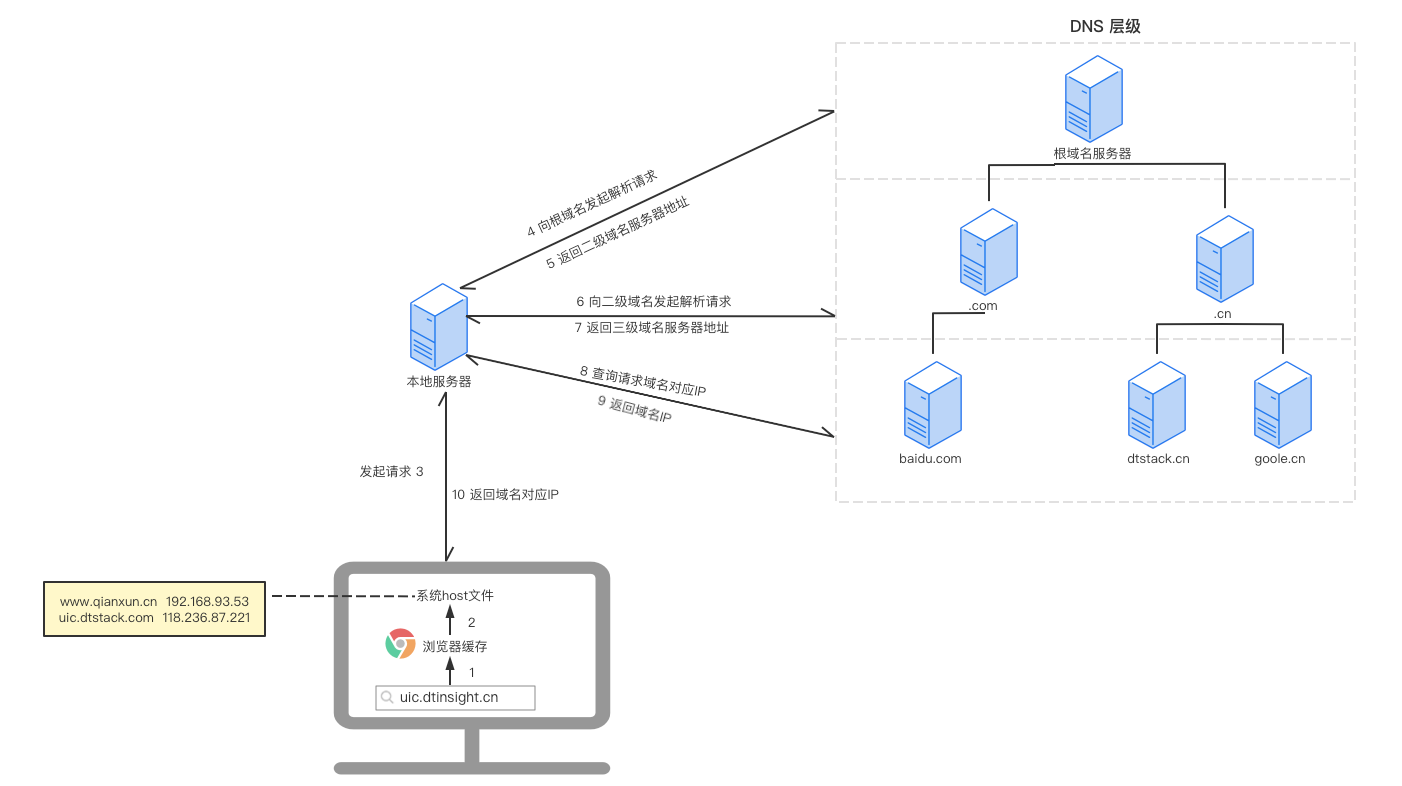 DNS 层级
根域名服务器
4 向根域名发起解析请求
5 返回二级域名服务器地址
.com
.cn
6 向二级域名发起解析请求
7 返回三级域名服务器地址
本地服务器
8 查询请求域名对应IP
9 返回域名IP
baidu.com
dtstack.cn
goole.cn
发起请求 3
10 返回域名对应IP
www.qianxun.cn 192.168.93.53
uic.dtstack.com 118.236.87.221
系统host文件
2
浏览器缓存
1
uic.dtinsight.cn